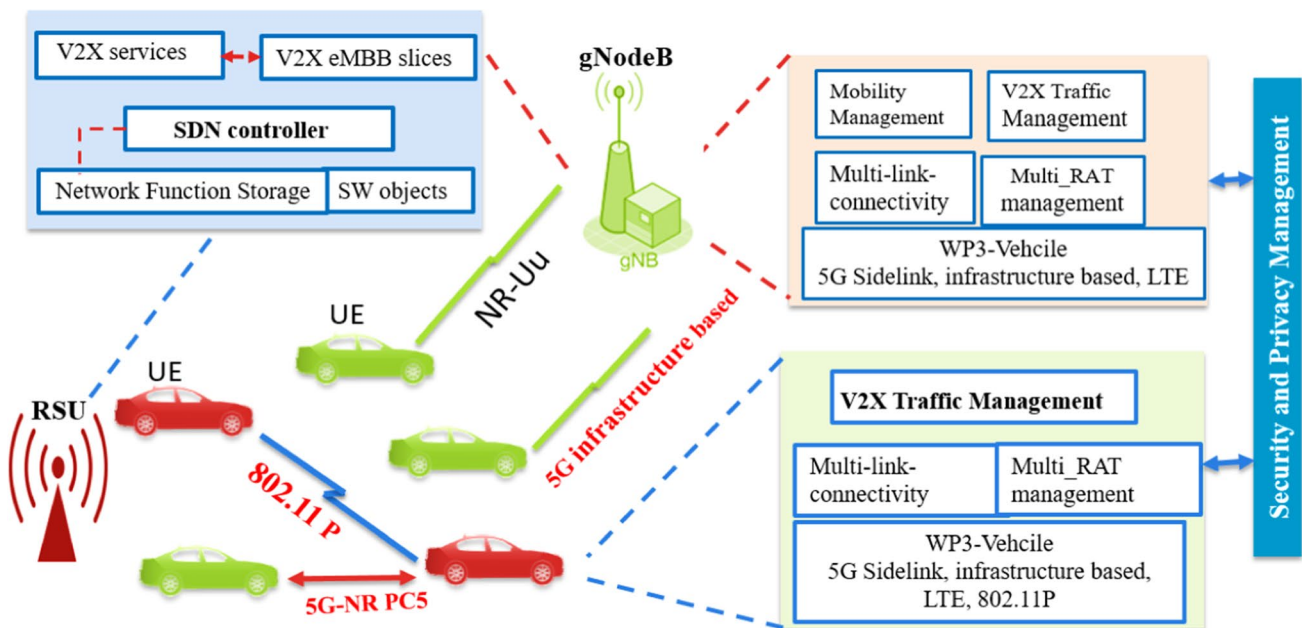 V2X services
V2X eMBB slices
SDN controller
Network Function Storage
SW objects
gNodeB
gNB
Mobility
Management
V2X Traffic
Management
Multi-link-
connectivity
Multi_RAT
management
WP3-Vehcile
5G Sidelink, infrastructure based, LTE
Security and Privacy Management
NR-Uu
UE
UE
RSU
5G infrastructure based
802.11 P
5G-NR PC5
V2X Traffic Management
Multi-link-
connectivity
Multi_RAT
management
WP3-Vehcile
5G Sidelink, infrastructure based,
LTE, 802.11P